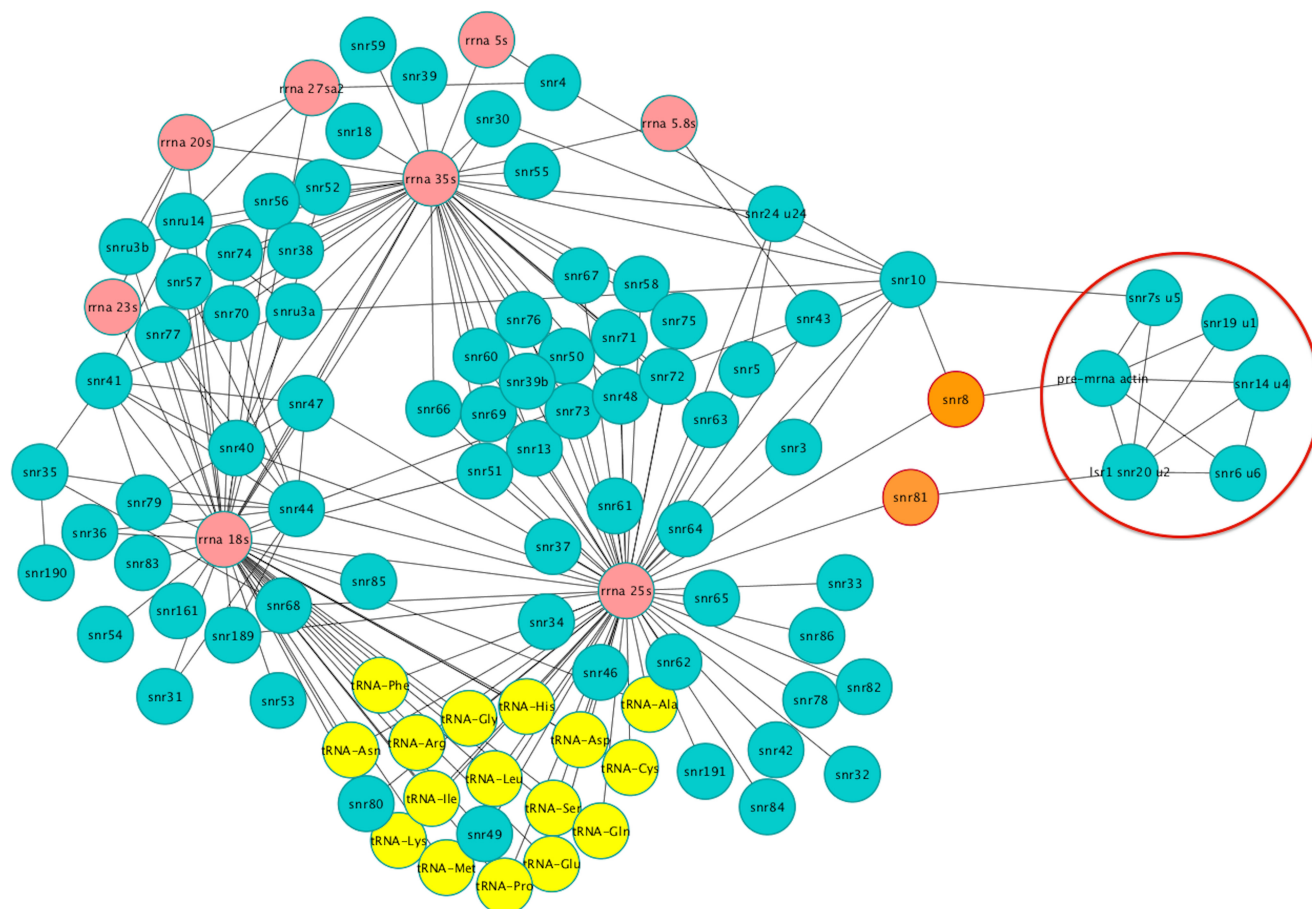 rrna 5s
snr59
snr39
snr4
rrna 27sa2
snr30
rrna 5.8s
snr18
rrna 20s
snr55
rrna 35s
snr52
snr56
snr24 u24
snru14
snru3b
snr74
snr38
snr67
snr10
snr57
snr58
snr7s u5
rrna 23s
snr70
snru3a
snr76
snr75
snr43
snr19 u1
snr77
snr71
snr60
snr50
snr5
snr72
snr41
snr39b
pre-mrna actin
snr14 u4
snr47
snr48
snr8
snr66
snr69
snr73
snr63
snr40
snr13
snr3
snr35
snr51
lsr1 snr20 u2
snr6 u6
snr79
snr81
snr44
snr61
snr36
snr64
rrna 18s
snr37
snr83
snr190
snr85
snr33
rrna 25s
snr65
snr161
snr68
snr34
snr54
snr189
snr86
snr62
snr46
tRNA-Phe
snr82
snr31
snr53
snr78
tRNA-Ala
tRNA-His
tRNA-Gly
tRNA-Asp
tRNA-Arg
tRNA-Asn
snr42
tRNA-Cys
snr191
snr32
tRNA-Leu
tRNA-Ile
snr80
snr84
tRNA-Ser
tRNA-Gln
snr49
tRNA-Lys
tRNA-Glu
tRNA-Met
tRNA-Pro